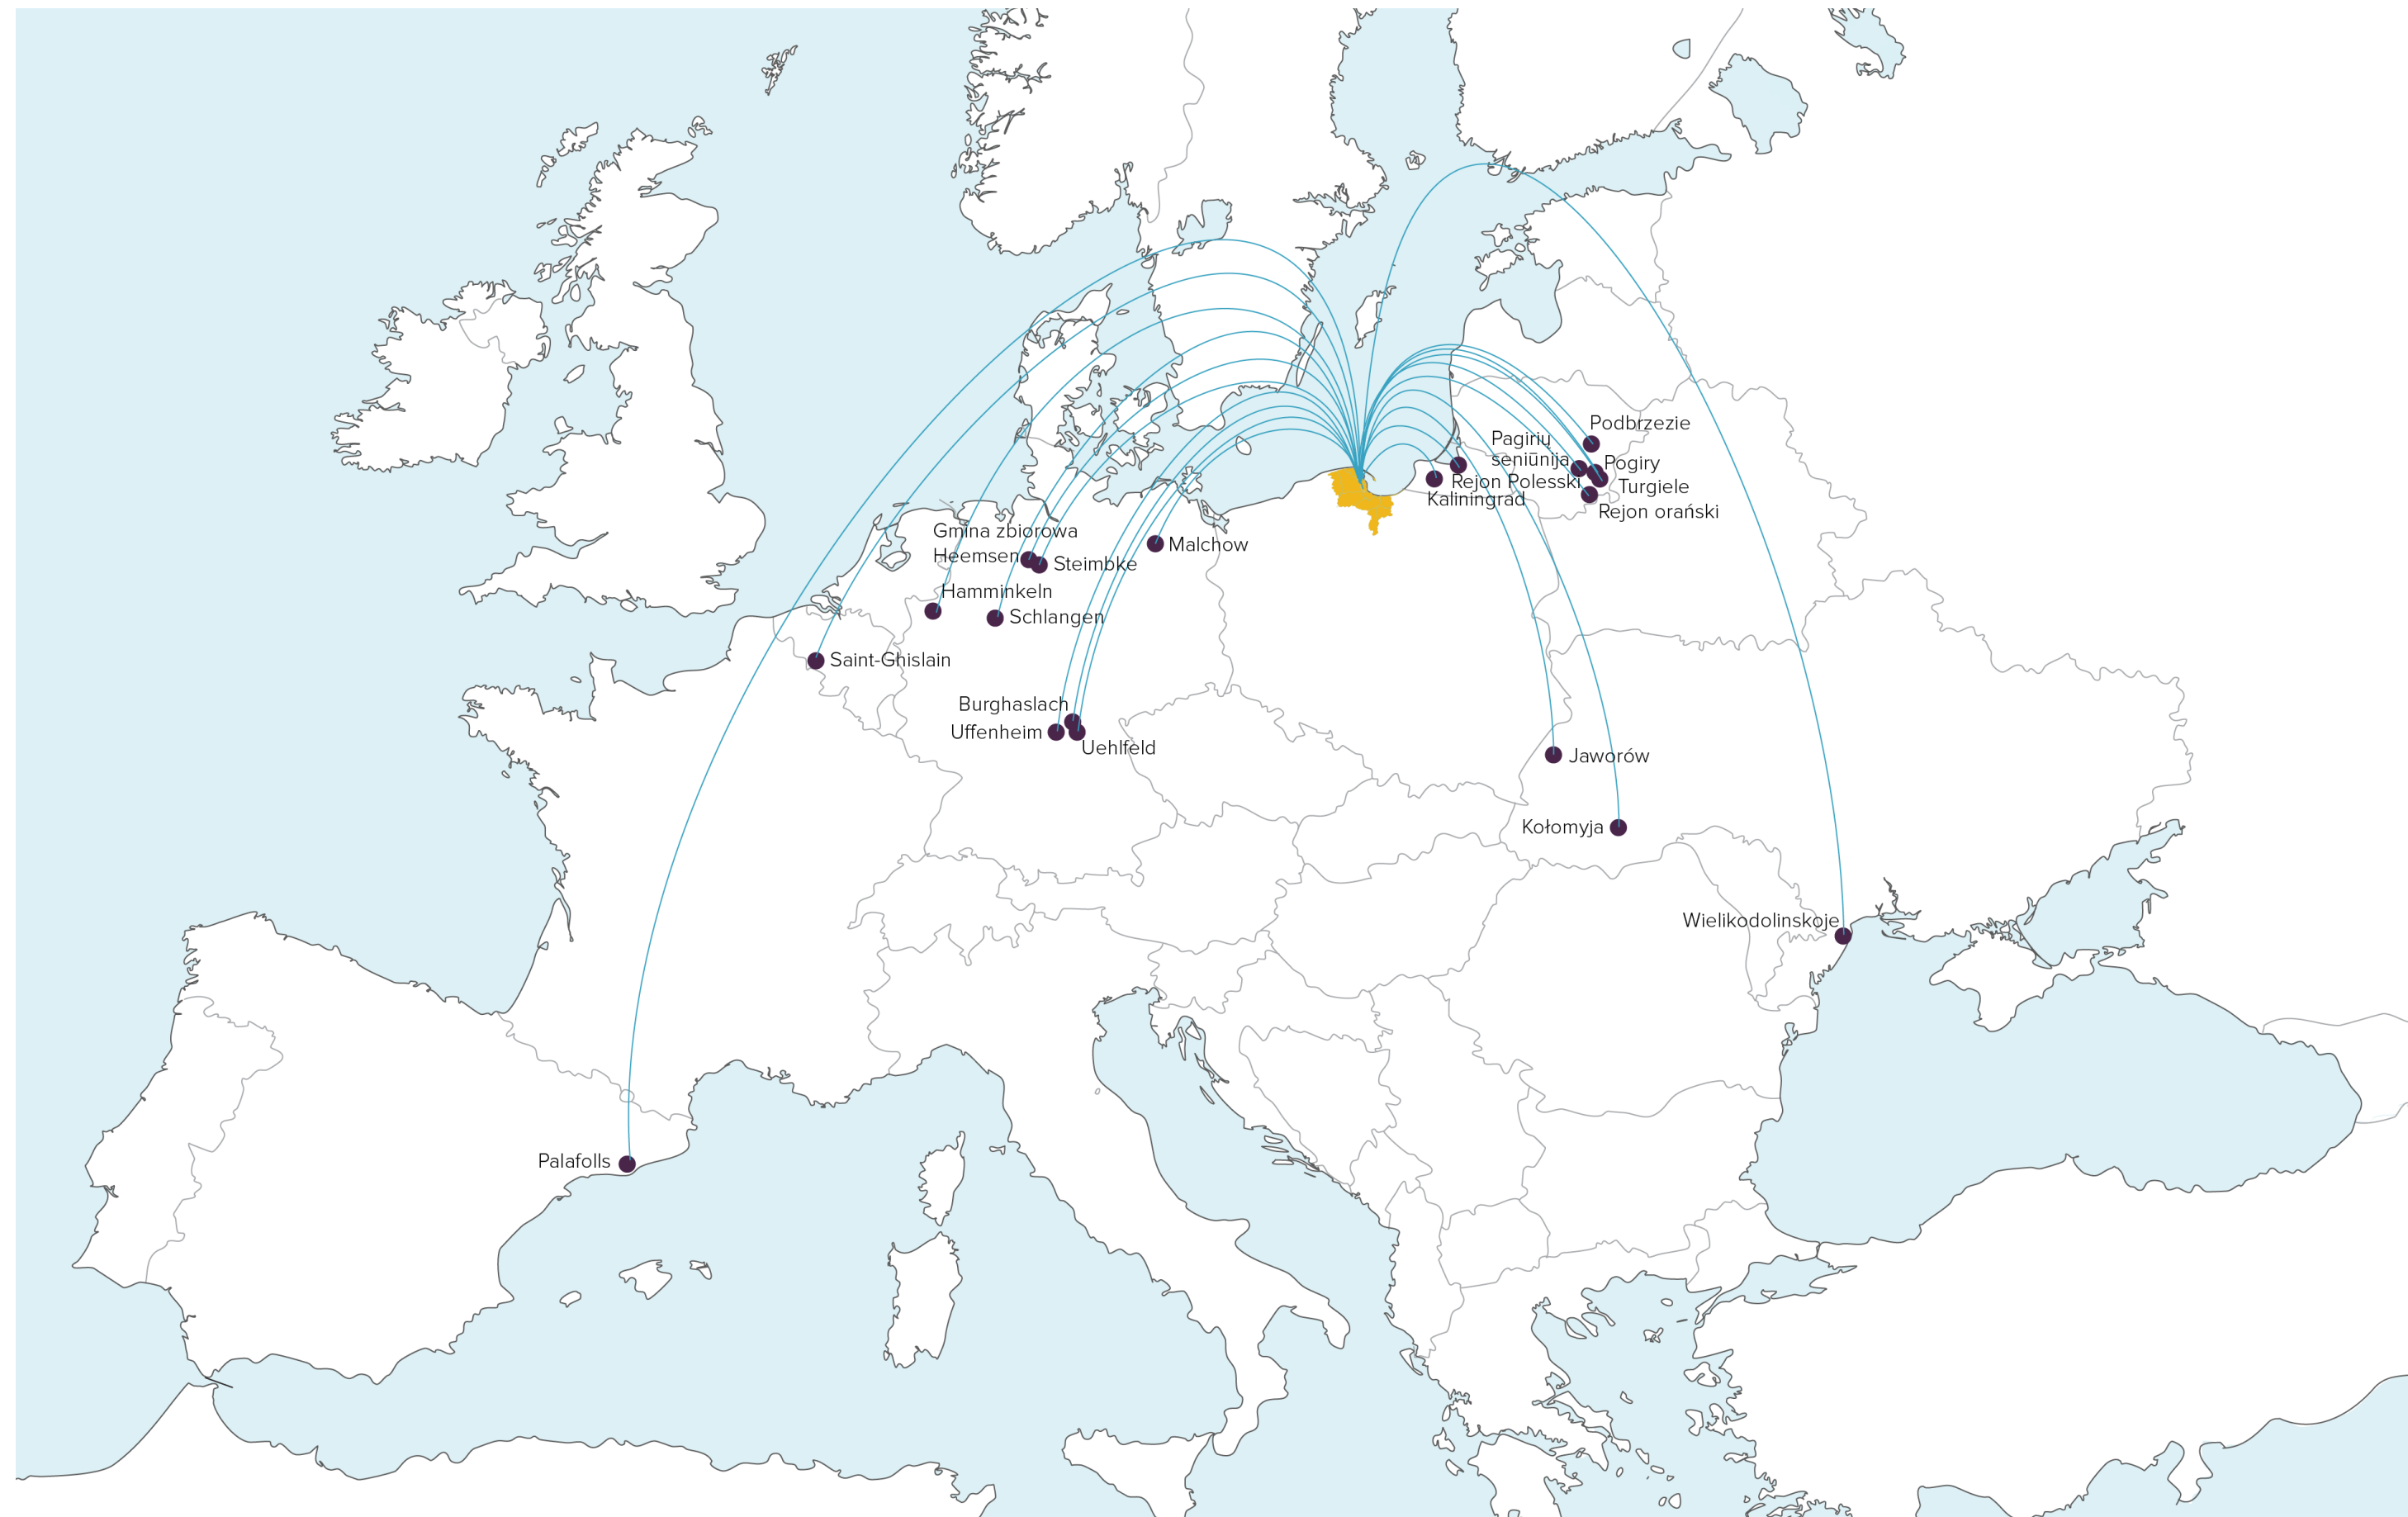 Podbrzezie
Pagirių
seniūnija
Pogiry
Rejon Polesski
Turgiele
Kaliningrad
Rejon orański
Gmina zbiorowa
Heemsen
Malchow
Steimbke
Hamminkeln
Schlangen
Saint-Ghislain
Burghaslach
Uffenheim
Uehlfeld
Jaworów
Kołomyja
Wielikodolinskoje
Palafolls